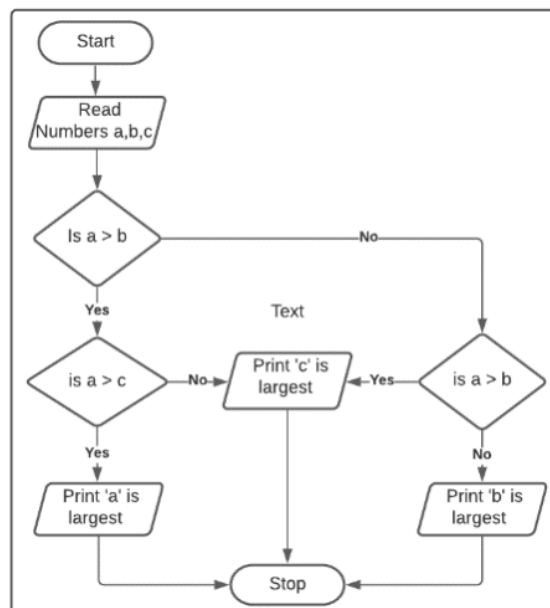 Start
Read
Numbers a,b,c
Is a > b
No
Yes
Text
is a > c
No
Print 'c' is
largest
Yes
is a > b
Yes
No
Print 'a' is
largest
Print 'b' is
largest
Stop